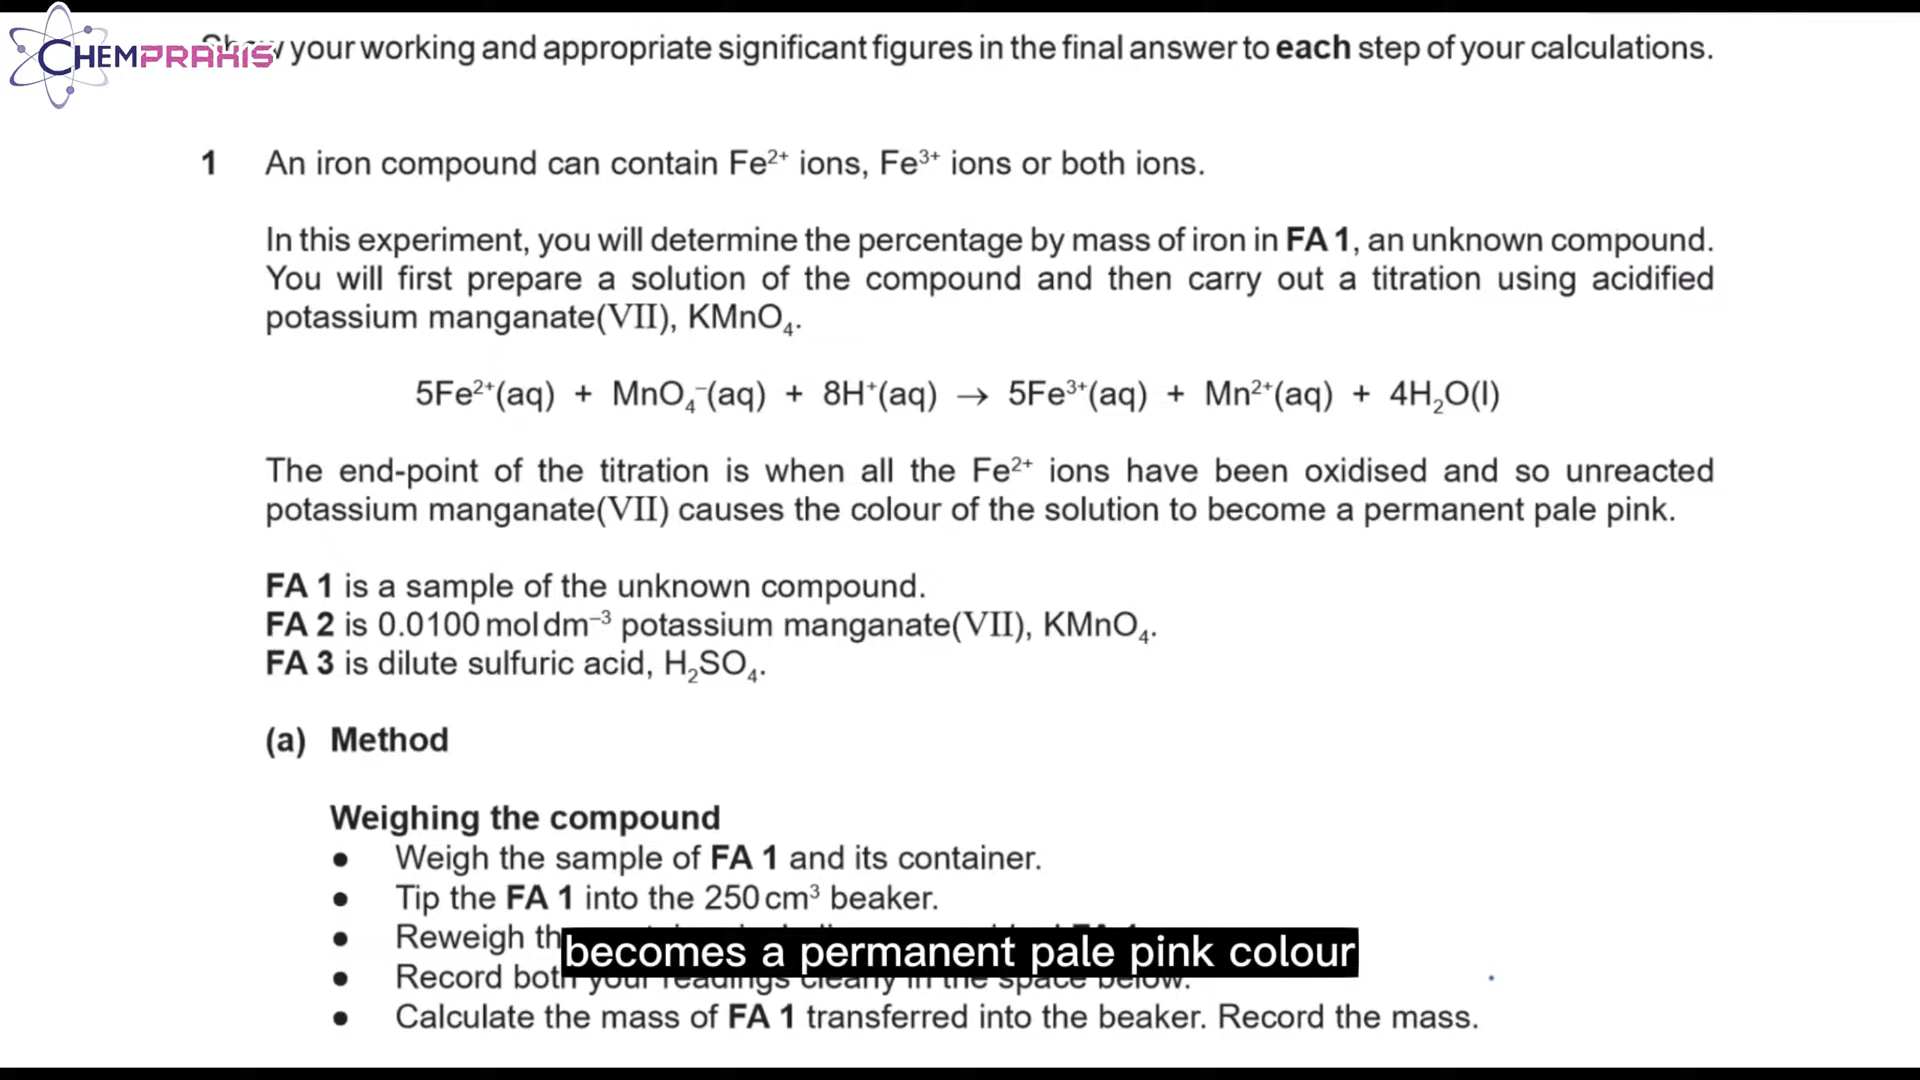 CHEMPRAXIS
Show your working and appropriate significant figures in the final answer to each step of your calculations.
1 An iron compound can contain Fe²⁺ ions, Fe³⁺ ions or both ions.
In this experiment, you will determine the percentage by mass of iron in FA 1, an unknown compound.
You will first prepare a solution of the compound and then carry out a titration using acidified
potassium manganate(VII), KMnO₄.
5Fe²⁺(aq) + MnO₄⁻(aq) + 8H⁺(aq) → 5Fe³⁺(aq) + Mn²⁺(aq) + 4H₂O(l)
The end-point of the titration is when all the Fe²⁺ ions have been oxidised and so unreacted
potassium manganate(VII) causes the colour of the solution to become a permanent pale pink.
FA 1 is a sample of the unknown compound.
FA 2 is 0.0100 mol dm⁻³ potassium manganate(VII), KMnO₄.
FA 3 is dilute sulfuric acid, H₂SO₄.
(a) Method
Weighing the compound
● Weigh the sample of FA 1 and its container.
● Tip the FA 1 into the 250 cm³ beaker.
● Reweigh
becomes a permanent pale pink colour
● Record both your readings clearly in the space below.
● Calculate the mass of FA 1 transferred into the beaker. Record the mass.